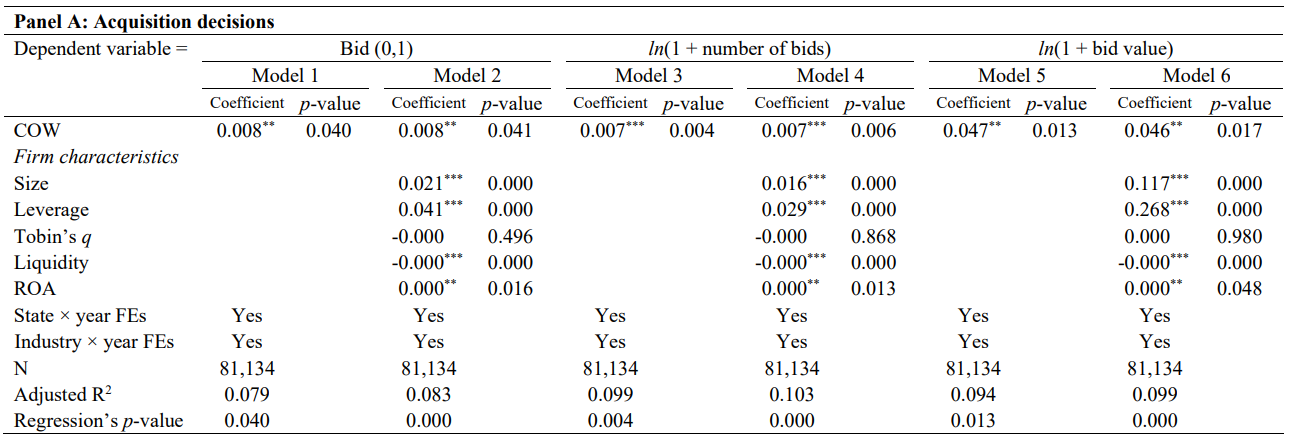 Panel A: Acquisition decisions
Dependent variable = Bid (0,1) ln(1 + number of bids) ln(1 + bid value)
Model 1 Model 2 Model 3 Model 4 Model 5 Model 6
Coefficient p-value Coefficient p-value Coefficient p-value Coefficient p-value Coefficient p-value Coefficient p-value
COW 0.008** 0.040 0.008** 0.041 0.007*** 0.004 0.007*** 0.006 0.047** 0.013 0.046** 0.017
Firm characteristics
Size 0.021*** 0.000 0.016*** 0.000 0.117*** 0.000
Leverage 0.041*** 0.000 0.029*** 0.000 0.268*** 0.000
Tobin's q -0.000 0.496 -0.000 0.868 0.000 0.980
Liquidity -0.000*** 0.000 -0.000*** 0.000 -0.000*** 0.000
ROA 0.000** 0.016 0.000** 0.013 0.000** 0.048
State × year FEs Yes Yes Yes Yes Yes Yes
Industry × year FEs Yes Yes Yes Yes Yes Yes
N 81,134 81,134 81,134 81,134 81,134 81,134
Adjusted R² 0.079 0.083 0.099 0.103 0.094 0.099
Regression's p-value 0.040 0.000 0.004 0.000 0.013 0.000